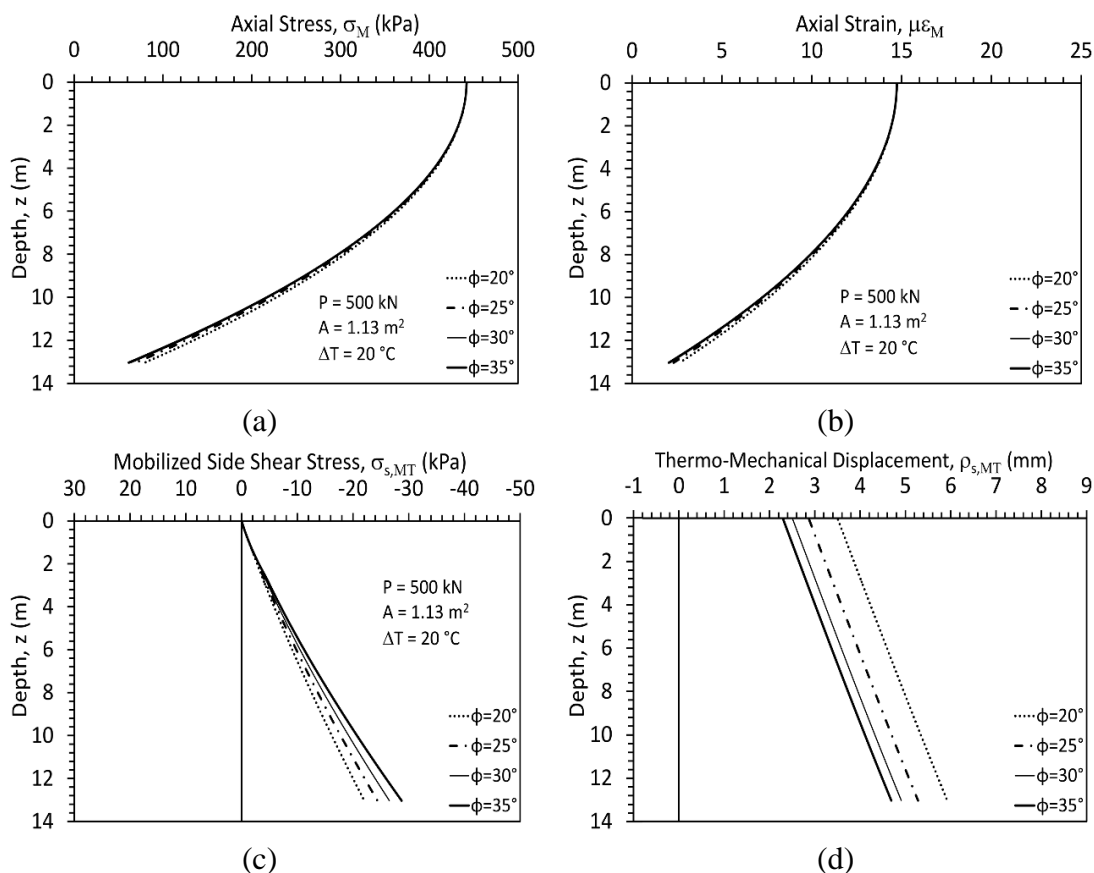 Axial Stress, σM (kPa)
0 100 200 300 400 500
0
2
4
6
8
10
12
14
Depth, z (m)
P = 500 kN
A = 1.13 m²
ΔT = 20 °C
ϕ=20°
ϕ=25°
ϕ=30°
ϕ=35°
(a)
Axial Strain, μεM
0 5 10 15 20 25
0
2
4
6
8
10
12
14
Depth, z (m)
P = 500 kN
A = 1.13 m²
ΔT = 20 °C
ϕ=20°
ϕ=25°
ϕ=30°
ϕ=35°
(b)
Mobilized Side Shear Stress, σs,MT (kPa)
30 20 10 0 -10 -20 -30 -40 -50
0
2
4
6
8
10
12
14
Depth, z (m)
P = 500 kN
A = 1.13 m²
ΔT = 20 °C
ϕ=20°
ϕ=25°
ϕ=30°
ϕ=35°
(c)
Thermo-Mechanical Displacement, ρs,MT (mm)
-1 0 1 2 3 4 5 6 7 8 9
0
2
4
6
8
10
12
14
Depth, z (m)
ϕ=20°
ϕ=25°
ϕ=30°
ϕ=35°
(d)